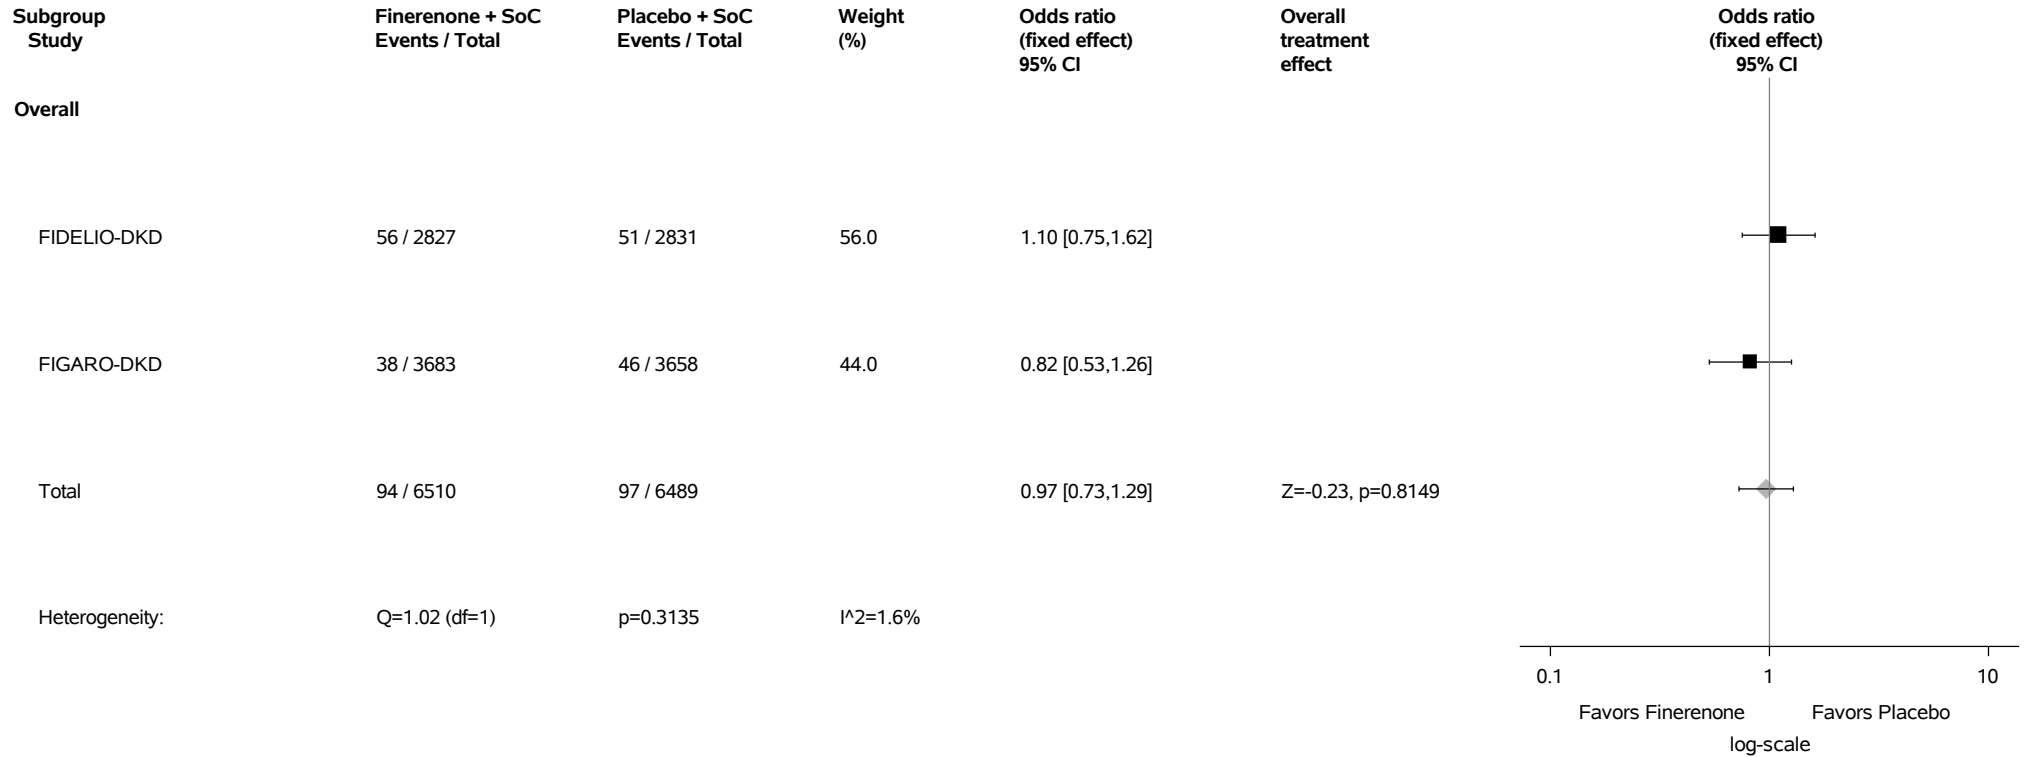 Subgroup Finerenone + SoC Placebo + SoC Weight Odds ratio Overall Odds ratio
Study Events / Total Events / Total (%) (fixed effect) treatment (fixed effect)
95% CI effect 95% CI
Overall
FIDELIO-DKD 56 / 2827 51 / 2831 56.0 1.10 [0.75,1.62]
FIGARO-DKD 38 / 3683 46 / 3658 44.0 0.82 [0.53,1.26]
Total 94 / 6510 97 / 6489 0.97 [0.73,1.29] Z=-0.23, p=0.8149
Heterogeneity: Q=1.02 (df=1) p=0.3135 I^2=1.6%
0.1 1 10
Favors Finerenone Favors Placebo
log-scale